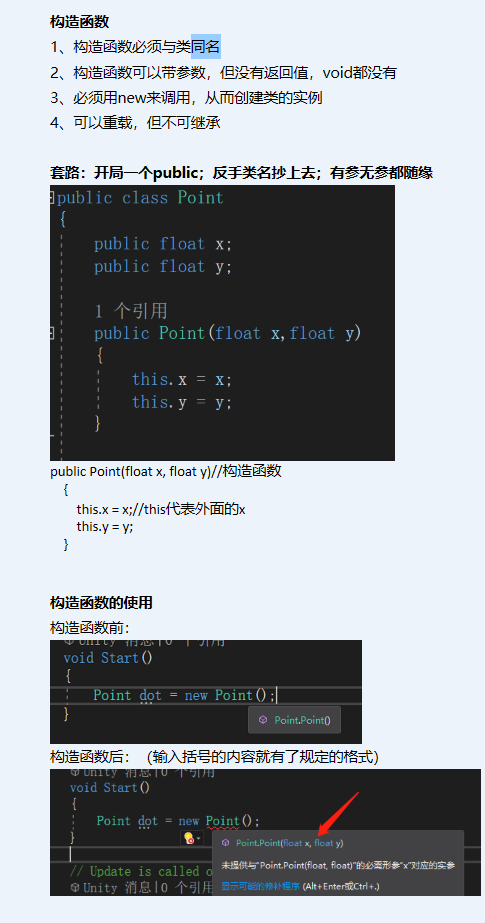 构造函数
1、构造函数必须与类同名
2、构造函数可以带参数，但没有返回值，void都没有
3、必须用new来调用，从而创建类的实例
4、可以重载，但不可继承
套路：开局一个public；反手类名抄上去；有参无参都随缘
public class Point
{
public float x;
public float y;
1 个引用
public Point(float x,float y)
{
this.x = x;
this.y = y;
}
public Point(float x, float y)//构造函数
{
this.x = x;//this代表外面的x
this.y = y;
}
构造函数的使用
构造函数前：
Unity 消息|0 个引用
void Start()
{
Point dot = new Point();
}
Point.Point()
构造函数后：（输入括号的内容就有了规定的格式）
Unity 消息|0 个引用
void Start()
{
Point dot = new Point();
}
Point.Point(float x, float y)
未提供与"Point.Point(float, float)"的必需形参"x"对应的实参
显示可能的修补程序 (Alt+Enter或Ctrl+.)
// Update is called o
Unity 消息|0 个引用